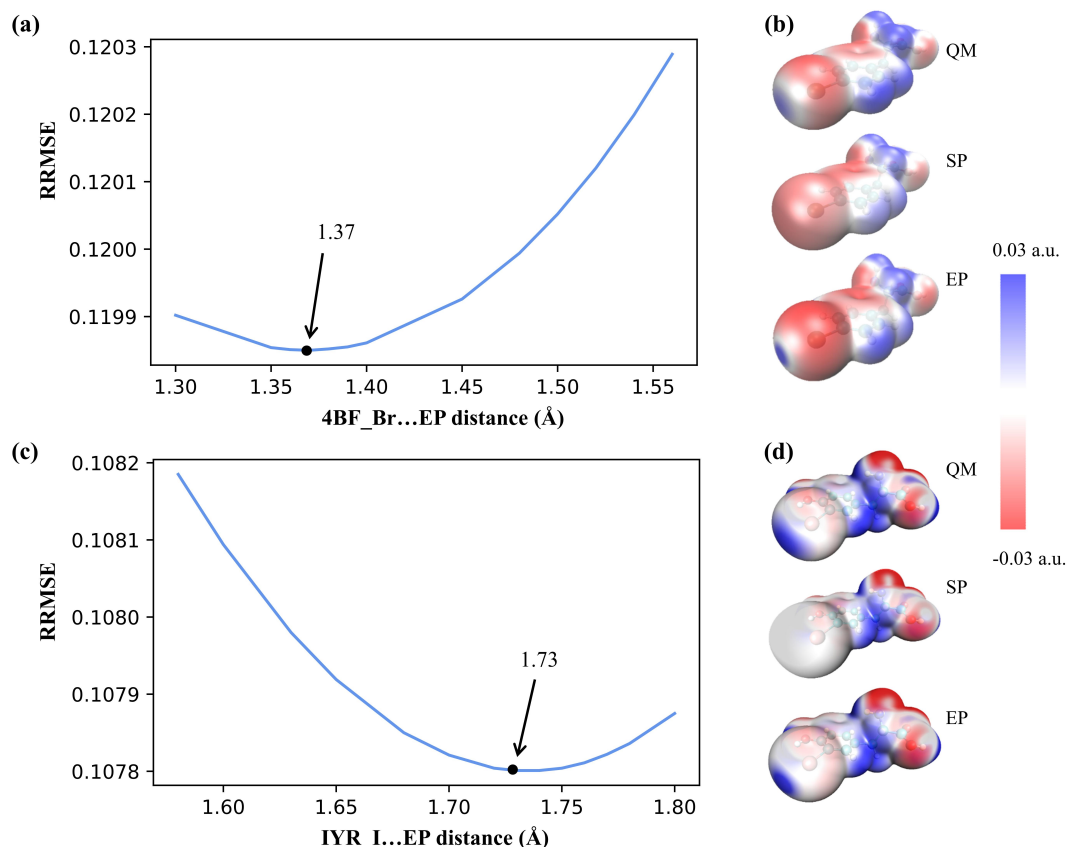 (a)
0.1203
0.1202
0.1201
0.1200
0.1199
RRMSE
1.37
1.30
1.35
1.40
1.45
1.50
1.55
4BF_Br...EP distance (Å)
(b)
QM
SP
EP
0.03 a.u.
-0.03 a.u.
(c)
0.1082
0.1081
0.1080
0.1079
0.1078
RRMSE
1.73
1.60
1.65
1.70
1.75
1.80
IYR_I...EP distance (Å)
(d)
QM
SP
EP